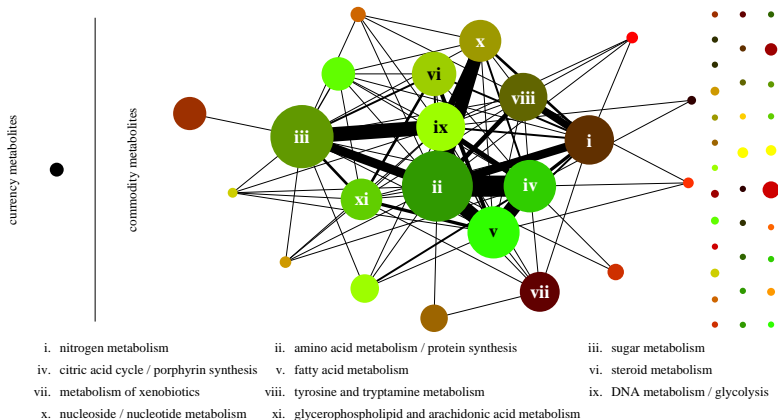 currency metabolites
commodity metabolites
x
vi
viii
iii
ix
i
ii
iv
xi
v
vii
i. nitrogen metabolism
ii. amino acid metabolism / protein synthesis
iii. sugar metabolism
iv. citric acid cycle / porphyrin synthesis
v. fatty acid metabolism
vi. steroid metabolism
vii. metabolism of xenobiotics
viii. tyrosine and tryptamine metabolism
ix. DNA metabolism / glycolysis
x. nucleoside / nucleotide metabolism
xi. glycerophospholipid and arachidonic acid metabolism